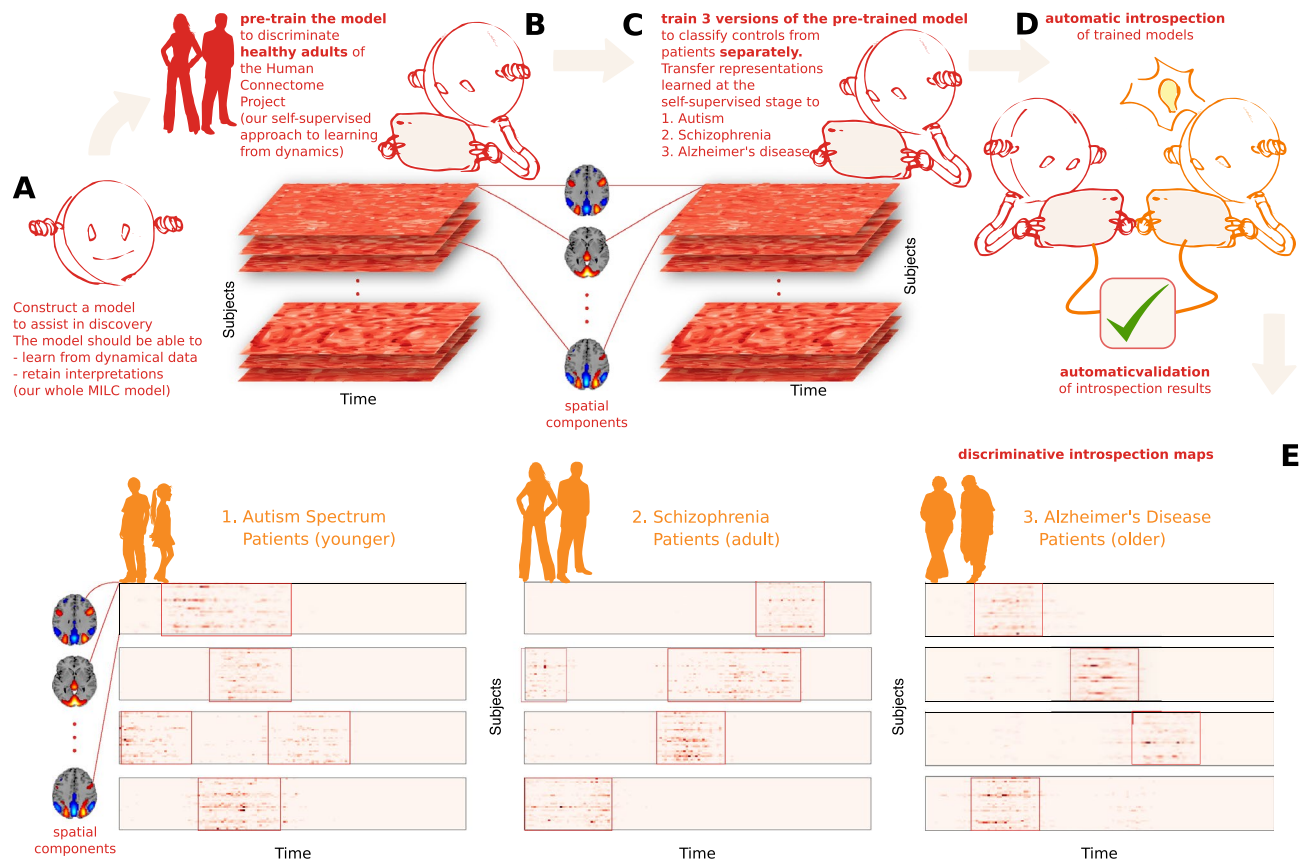 A
Construct a model
to assist in discovery
The model should be able to
- learn from dynamical data
- retain interpretations
(our whole MILC model)
pre-train the model
to discriminate
healthy adults of
the Human
Connectome
Project
(our self-supervised
approach to learning
from dynamics)
B
Subjects
Time
spatial
components
C
train 3 versions of the pre-trained model
to classify controls from
patients separately.
Transfer representations
learned at the
self-supervised stage to
1. Autism
2. Schizophrenia
3. Alzheimer's disease
Subjects
Time
D
automatic introspection
of trained models
automaticvalidation
of introspection results
discriminative introspection maps
E
1. Autism Spectrum
Patients (younger)
spatial
components
Time
2. Schizophrenia
Patients (adult)
Subjects
Time
3. Alzheimer's Disease
Patients (older)
Subjects
Time